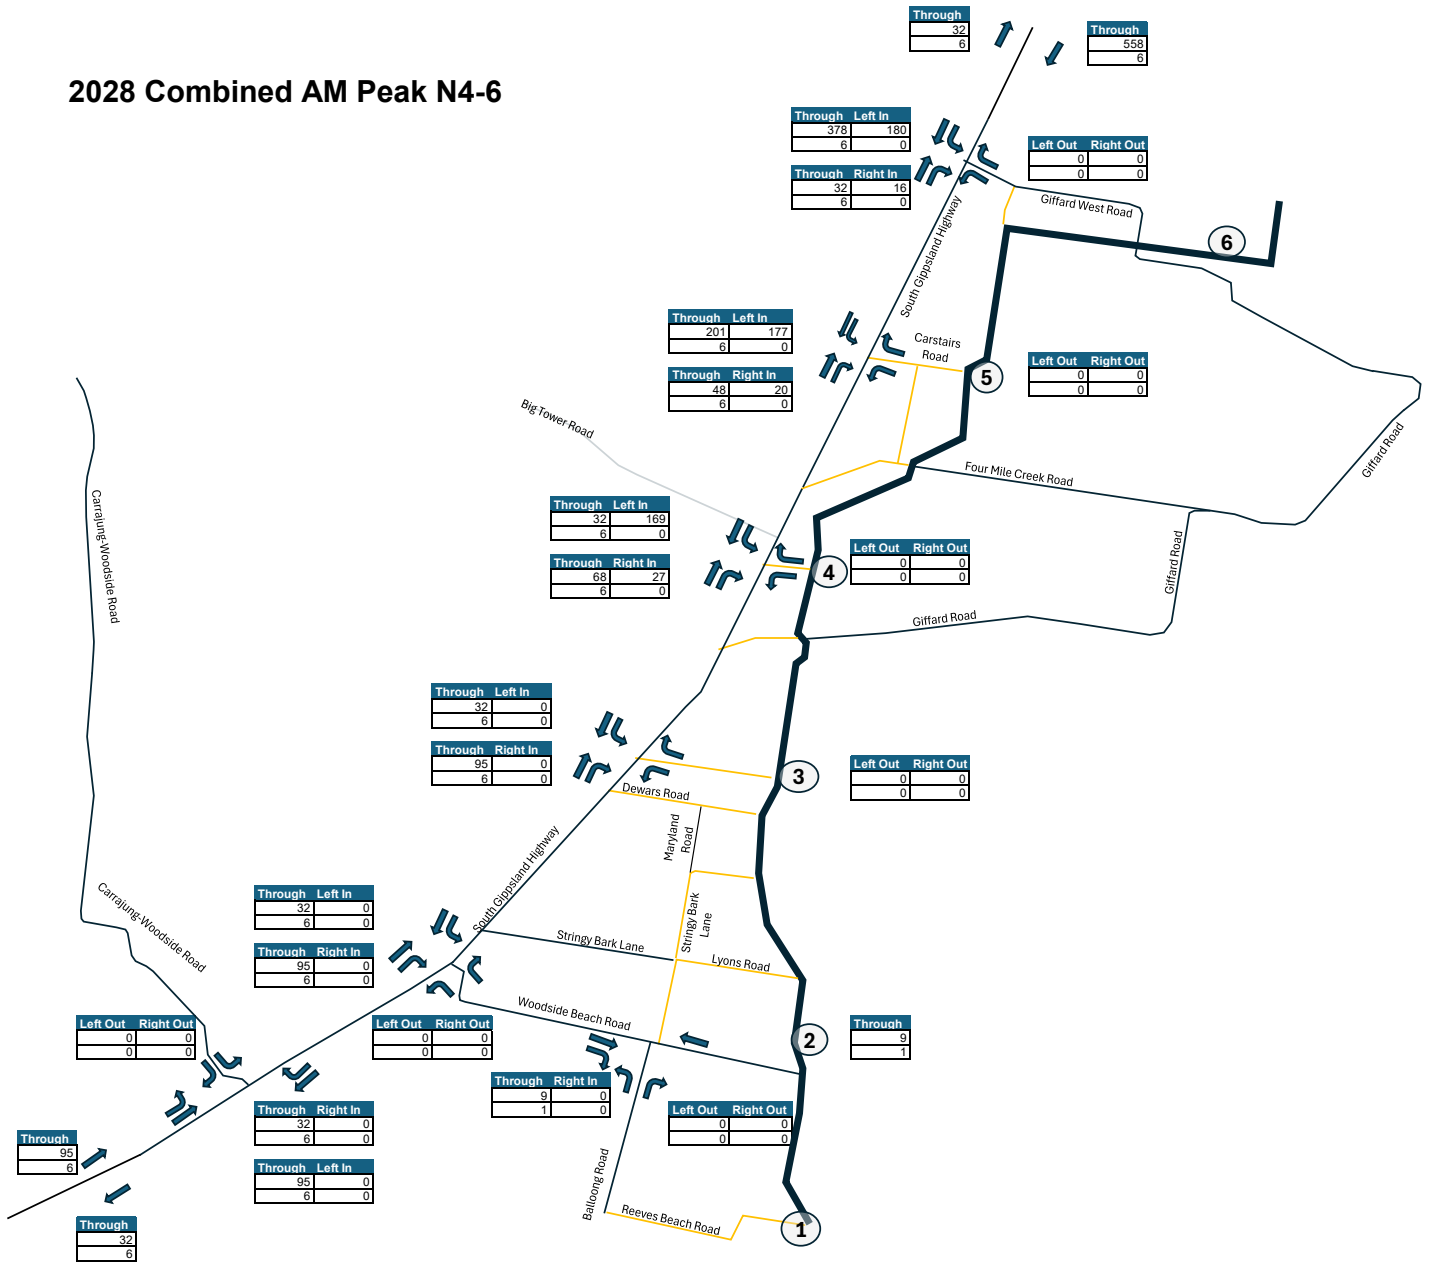 Through
32
6
Through
558
6
2028 Combined AM Peak N4-6
Through Left In
378 180
6 0
Through Right In
32 16
6 0
Left Out Right Out
0 0
0 0
Giffard West Road
6
South Gippsland Highway
Through Left In
201 177
6 0
Through Right In
48 20
6 0
Carstairs
Road
5
Left Out Right Out
0 0
0 0
Big Tower Road
Four Mile Creek Road
Giffard Road
Carrajung-Woodside Road
Through Left In
32 169
6 0
Through Right In
68 27
6 0
4
Left Out Right Out
0 0
0 0
Giffard Road
Giffard Road
Through Left In
32 0
6 0
Through Right In
95 0
6 0
3
Left Out Right Out
0 0
0 0
Dewars Road
Maryland
Road
South Gippsland Highway
Carrajung-Woodside Road
Through Left In
32 0
6 0
Through Right In
95 0
6 0
Stringy Bark Lane
Stringy Bark
Lane
Lyons Road
Woodside Beach Road
Left Out Right Out
0 0
0 0
Left Out Right Out
0 0
0 0
2
Through
9
1
Through Right In
9 0
1 0
Left Out Right Out
0 0
0 0
Through Right In
32 0
6 0
Through Left In
95 0
6 0
Through
95
6
Through
32
6
Balloong Road
Reeves Beach Road
1